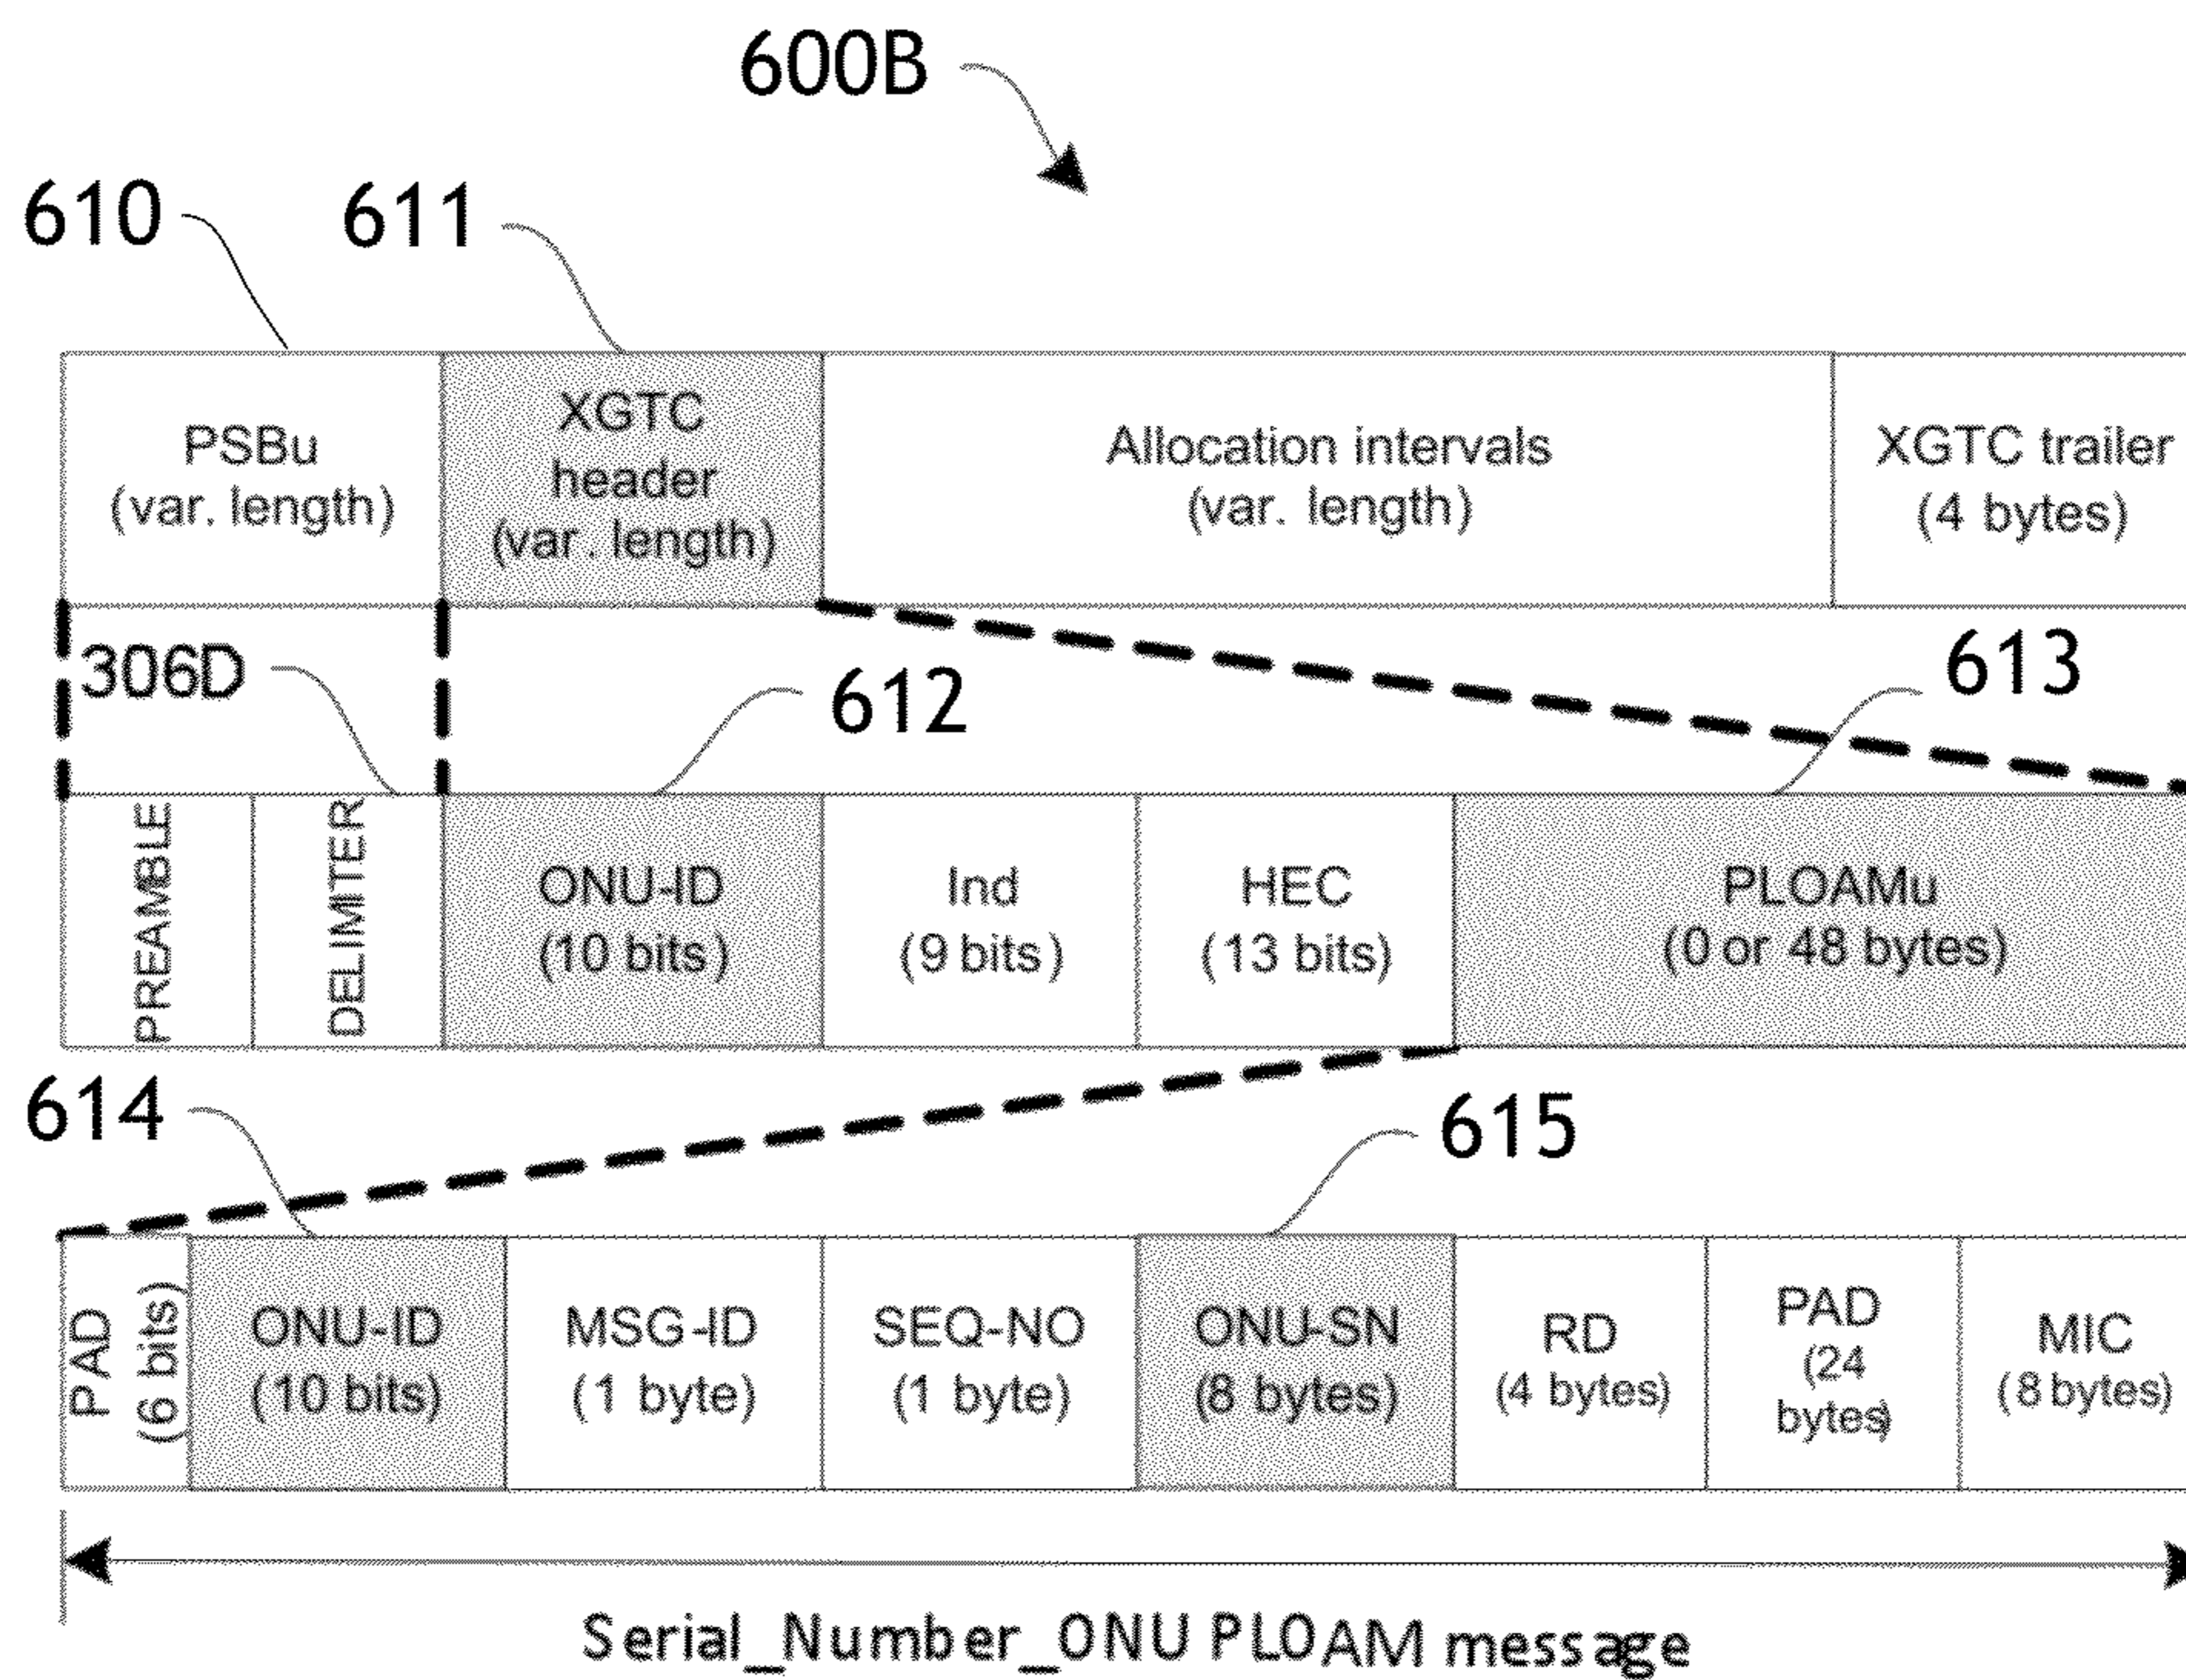 600B
610
611
PSBu
(var. length)
XGTC
header
(var. length)
Allocation intervals
(var. length)
XGTC trailer
(4 bytes)
306D
612
613
PREAMBLE
DELIMITER
ONU-ID
(10 bits)
Ind
(9 bits)
HEC
(13 bits)
PLOAMu
(0 or 48 bytes)
614
615
PAD
(6 bits)
ONU-ID
(10 bits)
MSG-ID
(1 byte)
SEQ-NO
(1 byte)
ONU-SN
(8 bytes)
RD
(4 bytes)
PAD
(24
bytes)
MIC
(8 bytes)
Serial_Number_ONU PLOAM message